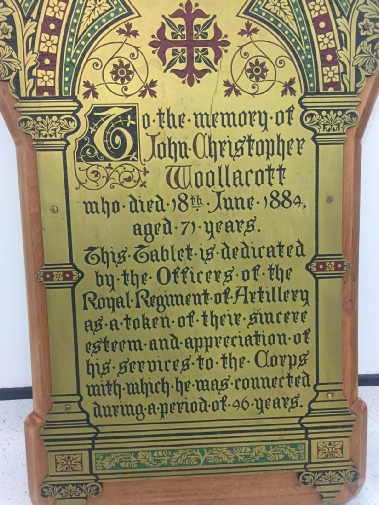 To·the·memory·of
John·Christopher
Woollacott
who·died·18th·June·1884,
aged·71·years.
This·Tablet·is·dedicated
by·the·Officers·of·the
Royal·Regiment·of·Artillery
as·a·token·of·their·sincere
esteem·and·appreciation·of
his·services·to·the·Corps
with·which·he·was·connected
during·a·period·of·46·years.